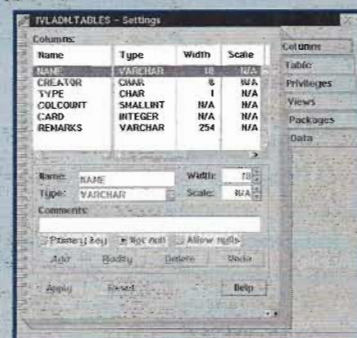 IVLADM.TABLES - Settings
Columns:
Name Type Width Scale
NAME VARCHAR 18 N/A
CREATOR CHAR 8 N/A
TYPE CHAR 1 N/A
COLCOUNT SMALLINT N/A N/A
CARD INTEGER N/A N/A
REMARKS VARCHAR 254 N/A
Name: NAME Width: 18
Type: VARCHAR Scale: N/A
Comments:
Primary key Not null Allow nulls
Add Modify Delete Undo
Apply Reset Help
Columns
Table
Privileges
Views
Packages
Data